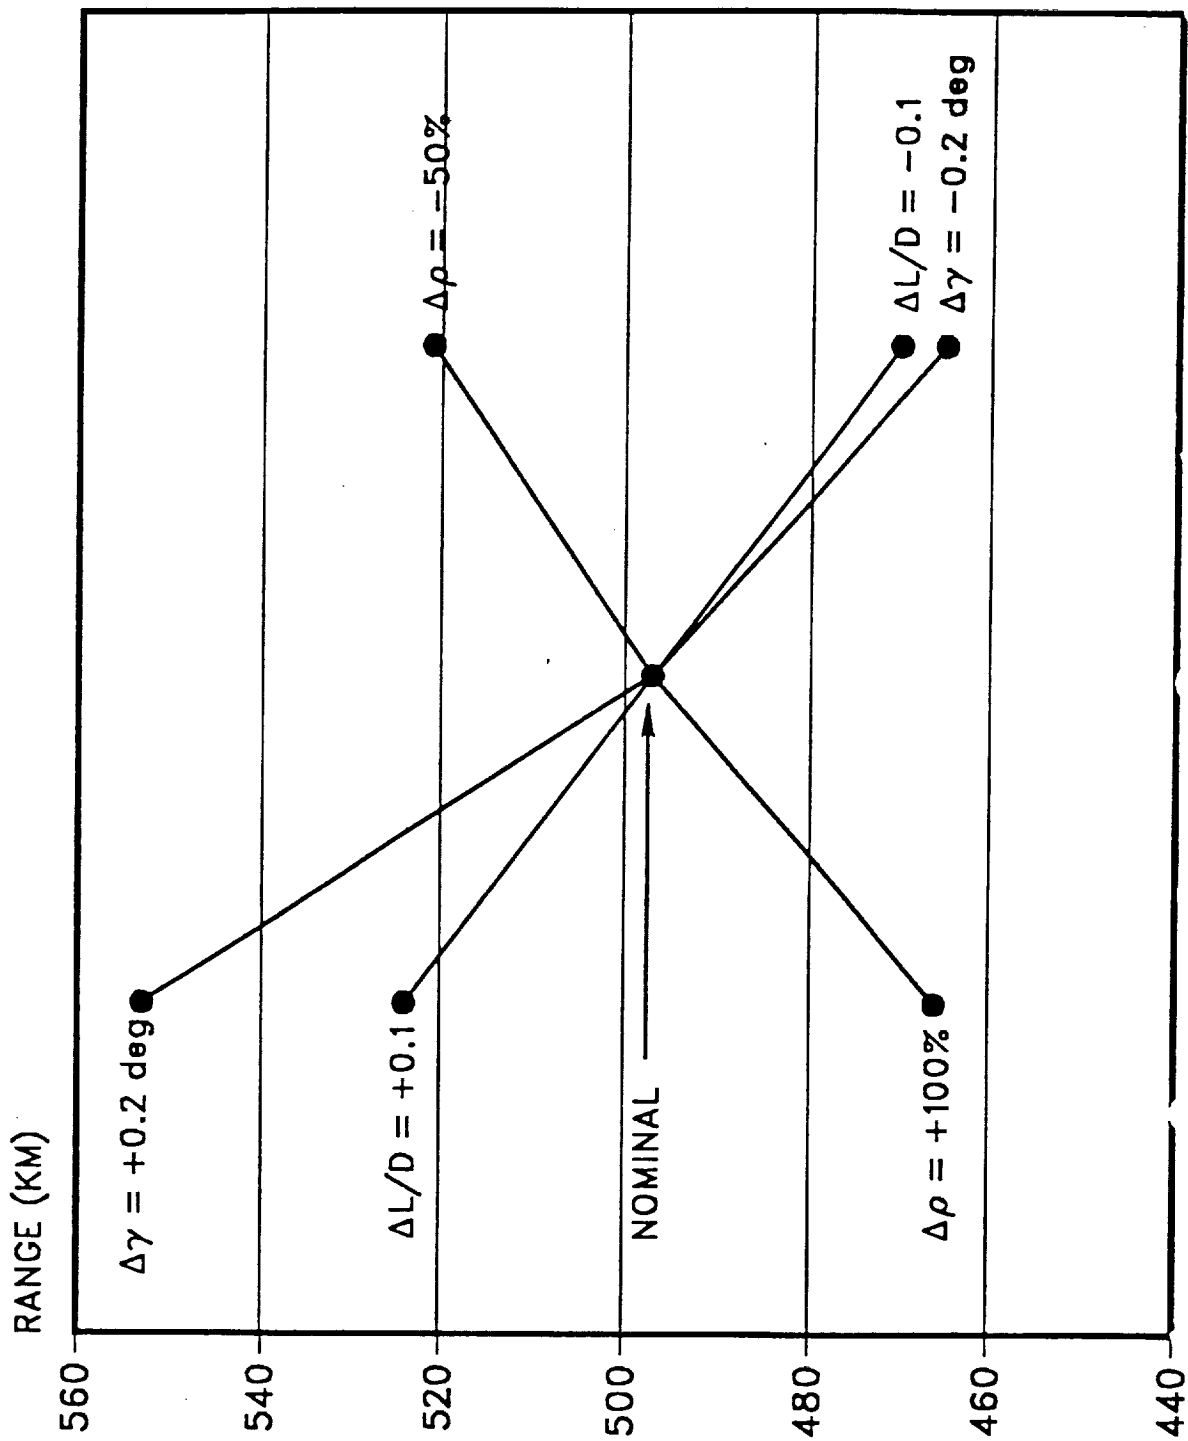 RANGE (KM)
560
540
520
500
480
460
440
Δγ = +0.2 deg
ΔL/D = +0.1
NOMINAL
Δρ = +100%
Δρ = -50%
ΔL/D = -0.1
Δγ = -0.2 deg